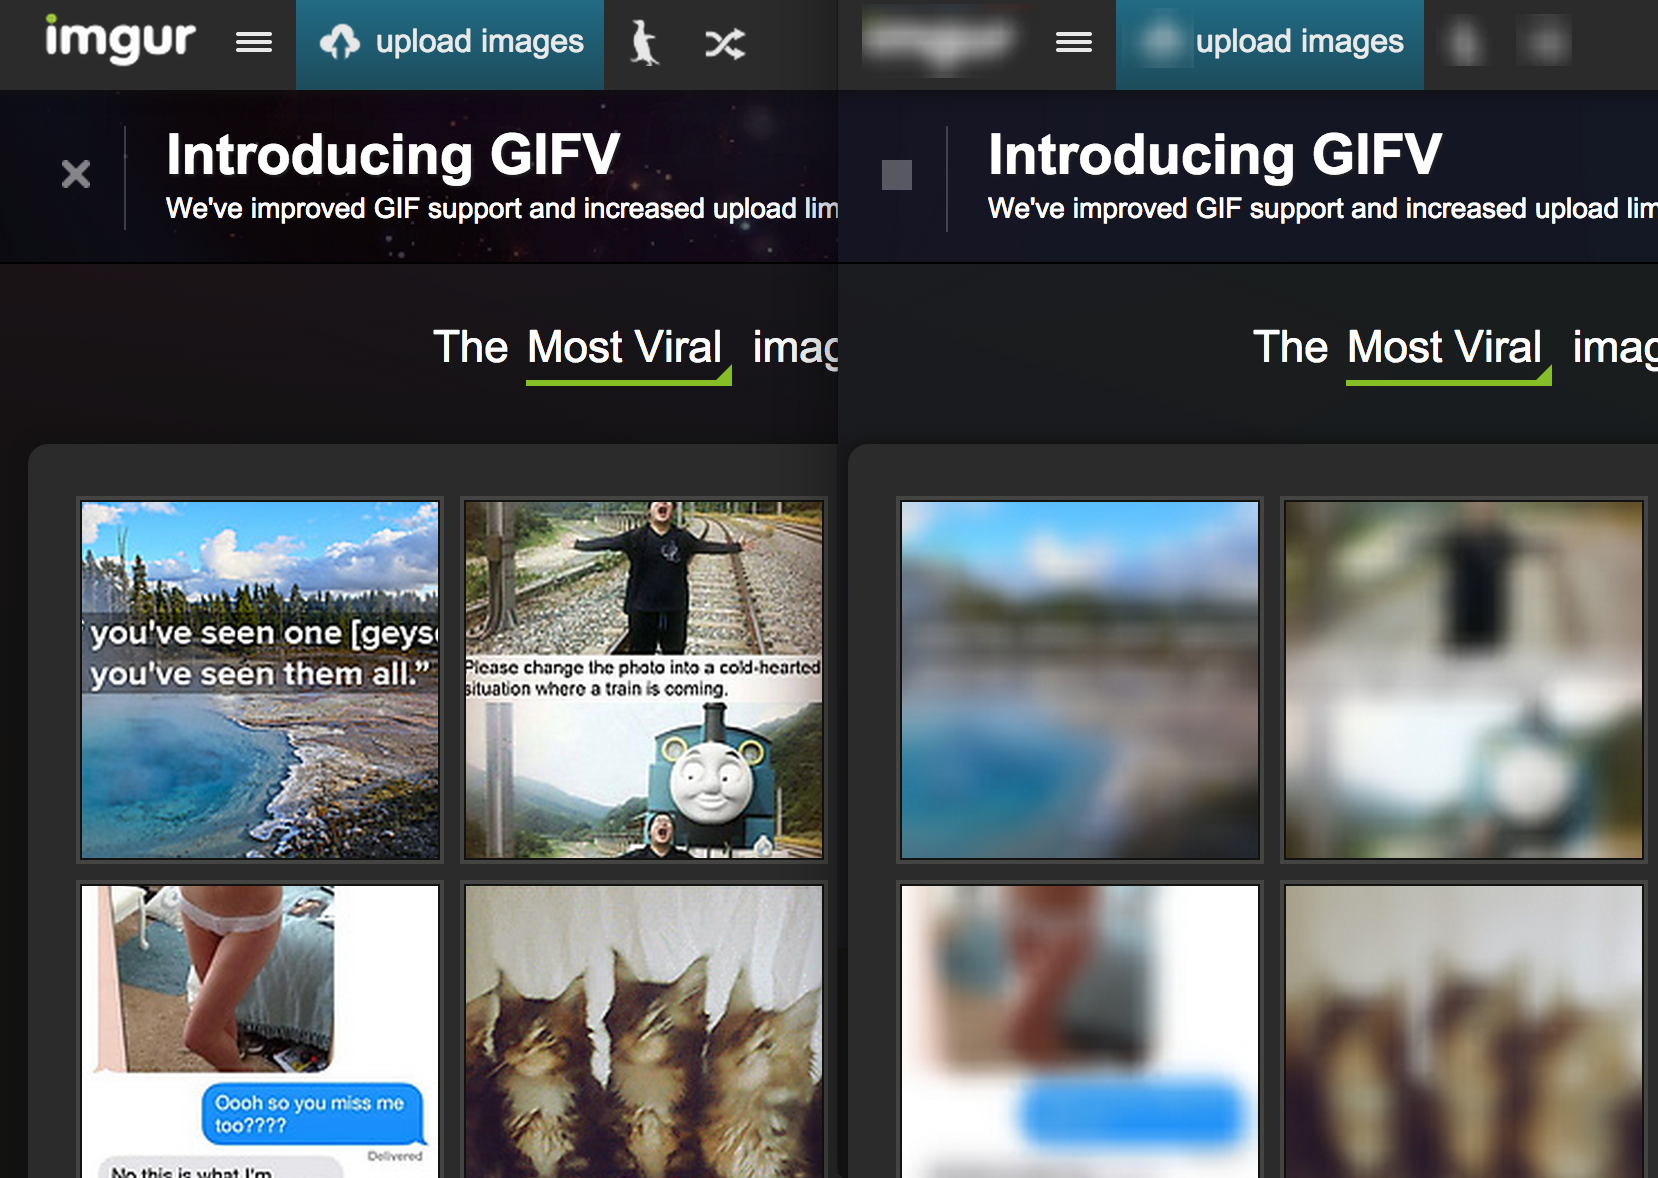 imgur
upload images
Introducing GIFV
We've improved GIF support and increased upload lim
The Most Viral imag
you've seen one [geys
you've seen them all.”
Please change the photo into a cold-hearted
situation where a train is coming.
Oooh so you miss me
too????
Delivered
No this is what I'm
upload images
Introducing GIFV
We've improved GIF support and increased upload lim
The Most Viral imag